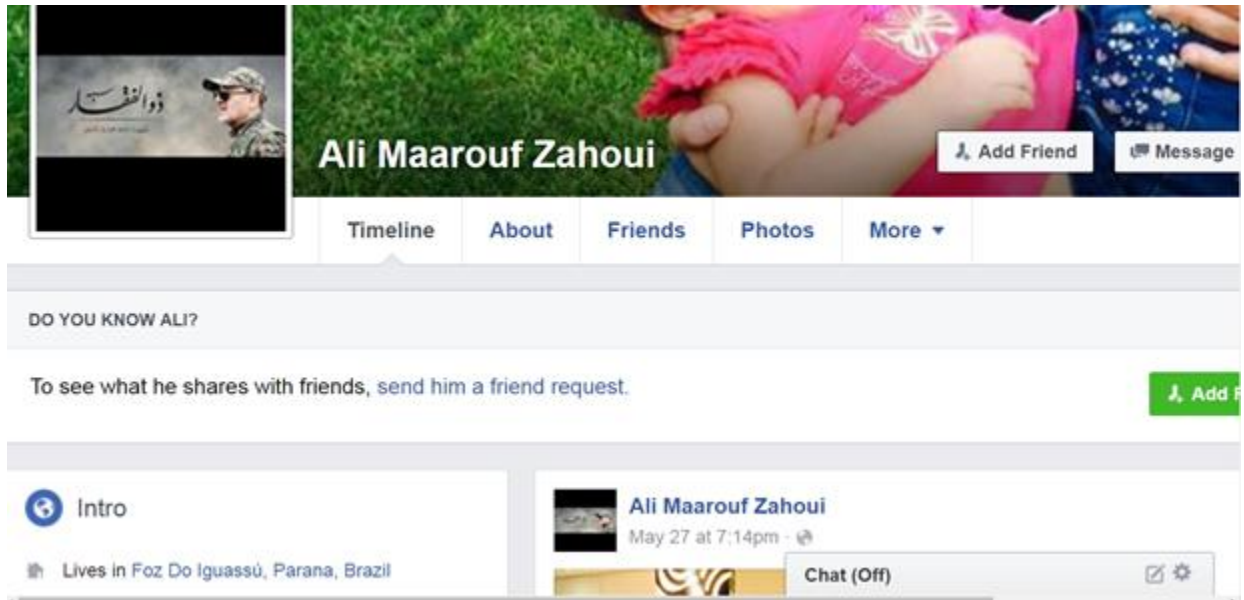 ذوالفقار
Ali Maarouf Zahoui
Add Friend
Message
Timeline
About
Friends
Photos
More
DO YOU KNOW ALI?
To see what he shares with friends, send him a friend request.
Add
Intro
Ali Maarouf Zahoui
May 27 at 7:14pm ·
Lives in Foz Do Iguassú, Parana, Brazil
Chat (Off)